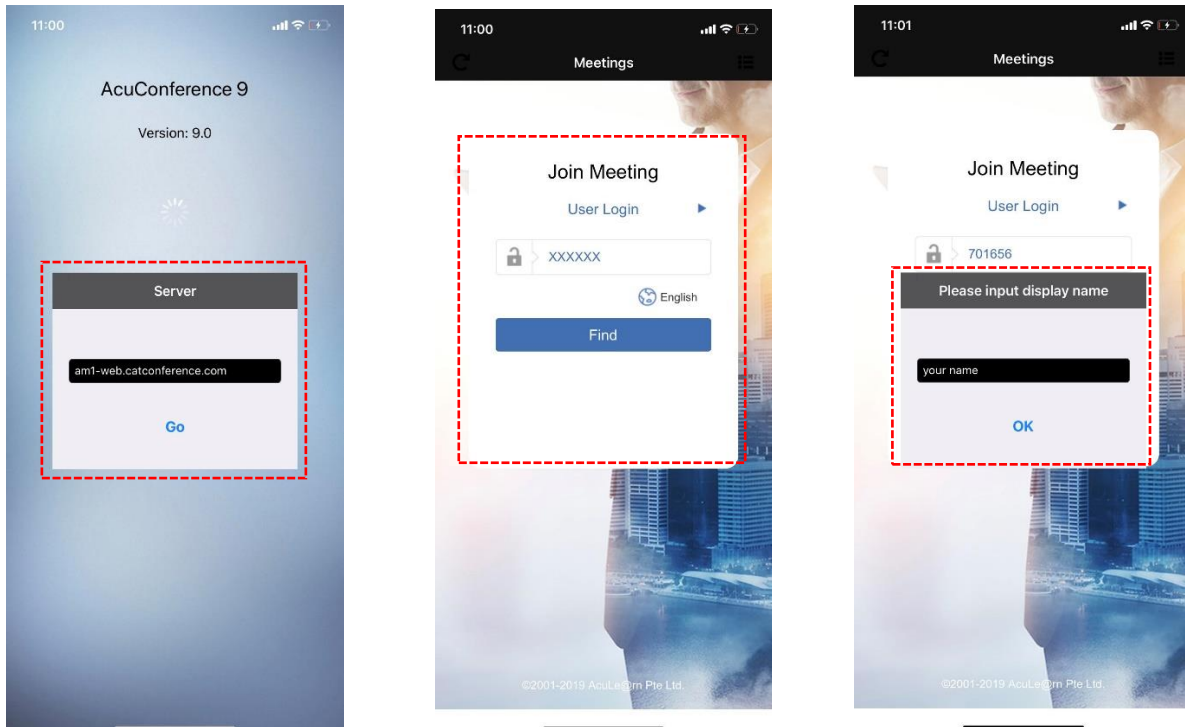 11:00
AcuConference 9
Version: 9.0
Server
am1-web.catconference.com
Go
11:00
Meetings
Join Meeting
User Login
XXXXXX
English
Find
©2001-2019 AcuLe@rn Pte Ltd.
11:01
Meetings
Join Meeting
User Login
701656
Please input display name
your name
OK
©2001-2019 AcuLe@rn Pte Ltd.